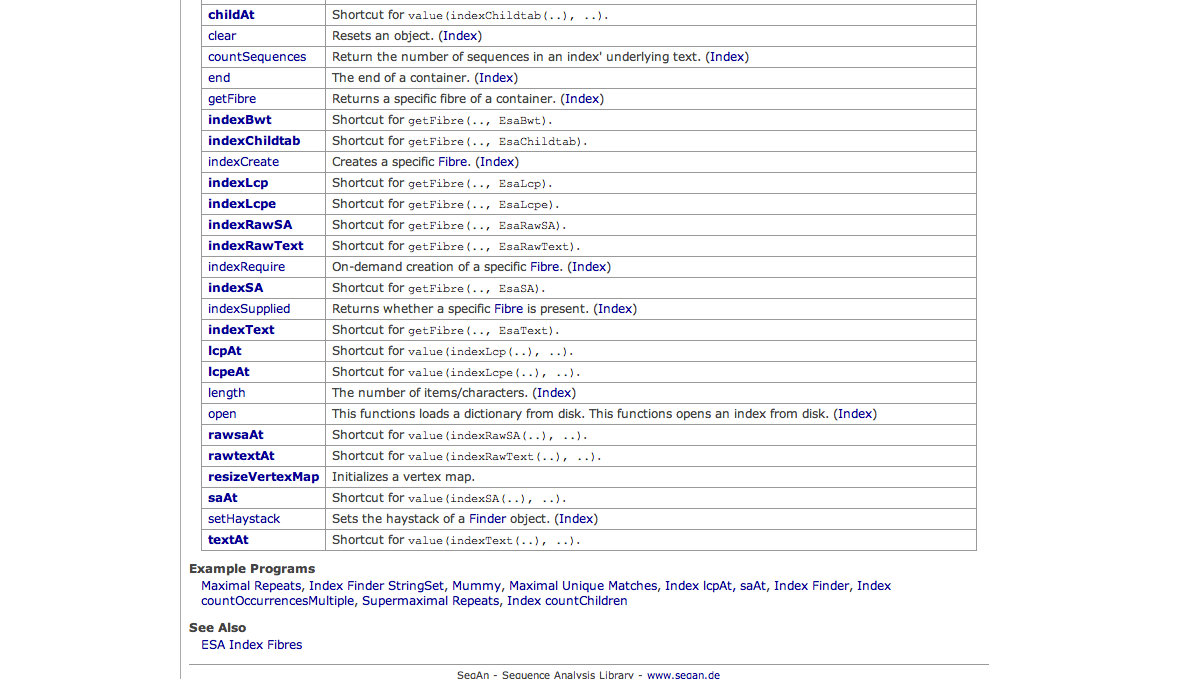 childAt Shortcut for value(indexChildtab(..), ..).
clear Resets an object. (Index)
countSequences Return the number of sequences in an index' underlying text. (Index)
end The end of a container. (Index)
getFibre Returns a specific fibre of a container. (Index)
indexBwt Shortcut for getFibre(.., EsaBwt).
indexChildtab Shortcut for getFibre(.., EsaChildtab).
indexCreate Creates a specific Fibre. (Index)
indexLcp Shortcut for getFibre(.., EsaLcp).
indexLcpe Shortcut for getFibre(.., EsaLcpe).
indexRawSA Shortcut for getFibre(.., EsaRawSA).
indexRawText Shortcut for getFibre(.., EsaRawText).
indexRequire On-demand creation of a specific Fibre. (Index)
indexSA Shortcut for getFibre(.., EsaSA).
indexSupplied Returns whether a specific Fibre is present. (Index)
indexText Shortcut for getFibre(.., EsaText).
lcpAt Shortcut for value(indexLcp(..), ..).
lcpeAt Shortcut for value(indexLcpe(..), ..).
length The number of items/characters. (Index)
open This functions loads a dictionary from disk. This functions opens an index from disk. (Index)
rawsaAt Shortcut for value(indexRawSA(..), ..).
rawtextAt Shortcut for value(indexRawText(..), ..).
resizeVertexMap Initializes a vertex map.
saAt Shortcut for value(indexSA(..), ..).
setHaystack Sets the haystack of a Finder object. (Index)
textAt Shortcut for value(indexText(..), ..).
Example Programs
Maximal Repeats, Index Finder StringSet, Mummy, Maximal Unique Matches, Index lcpAt, saAt, Index Finder, Index
countOccurrencesMultiple, Supermaximal Repeats, Index countChildren
See Also
ESA Index Fibres
SeqAn - Sequence Analysis Library - www.seqan.de